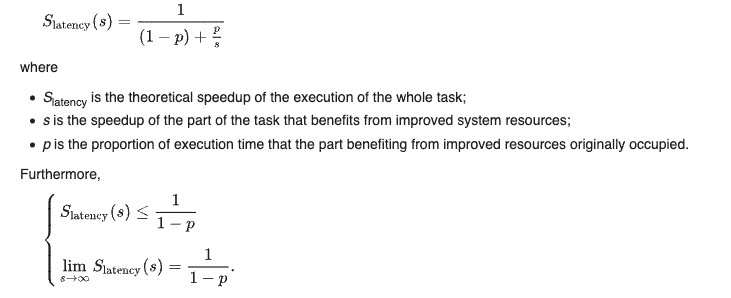 S_latency(s) = 1 / ((1 − p) + p/s)
where
• S_latency is the theoretical speedup of the execution of the whole task;
• s is the speedup of the part of the task that benefits from improved system resources;
• p is the proportion of execution time that the part benefiting from improved resources originally occupied.
Furthermore,
{ S_latency(s) ≤ 1 / (1 − p)
lim s→∞ S_latency(s) = 1 / (1 − p).